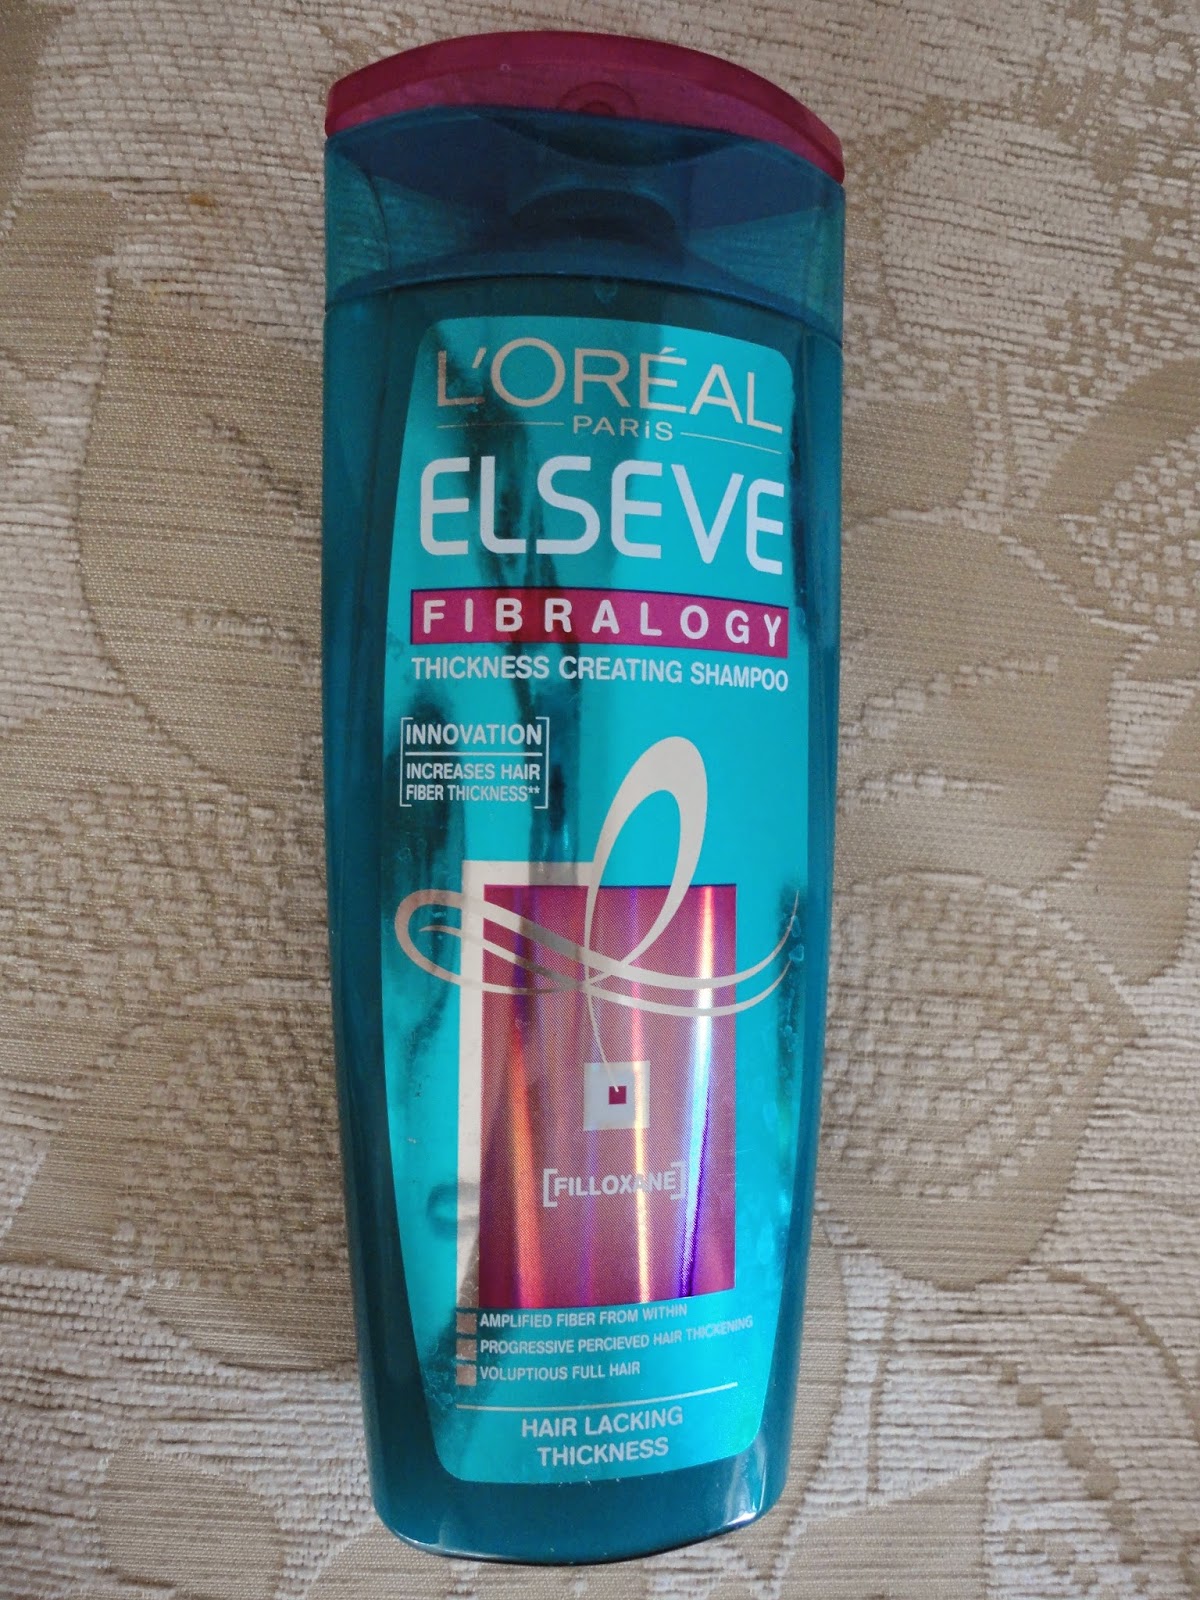 L'ORÉAL
PARiS
ELSEVE
FIBRALOGY
THICKNESS CREATING SHAMPOO
INNOVATION
INCREASES HAIR
FIBER THICKNESS**
[FILLOXANE]
AMPLIFIED FIBER FROM WITHIN
PROGRESSIVE PERCIEVED HAIR THICKENING
VOLUPTIOUS FULL HAIR
HAIR LACKING
THICKNESS